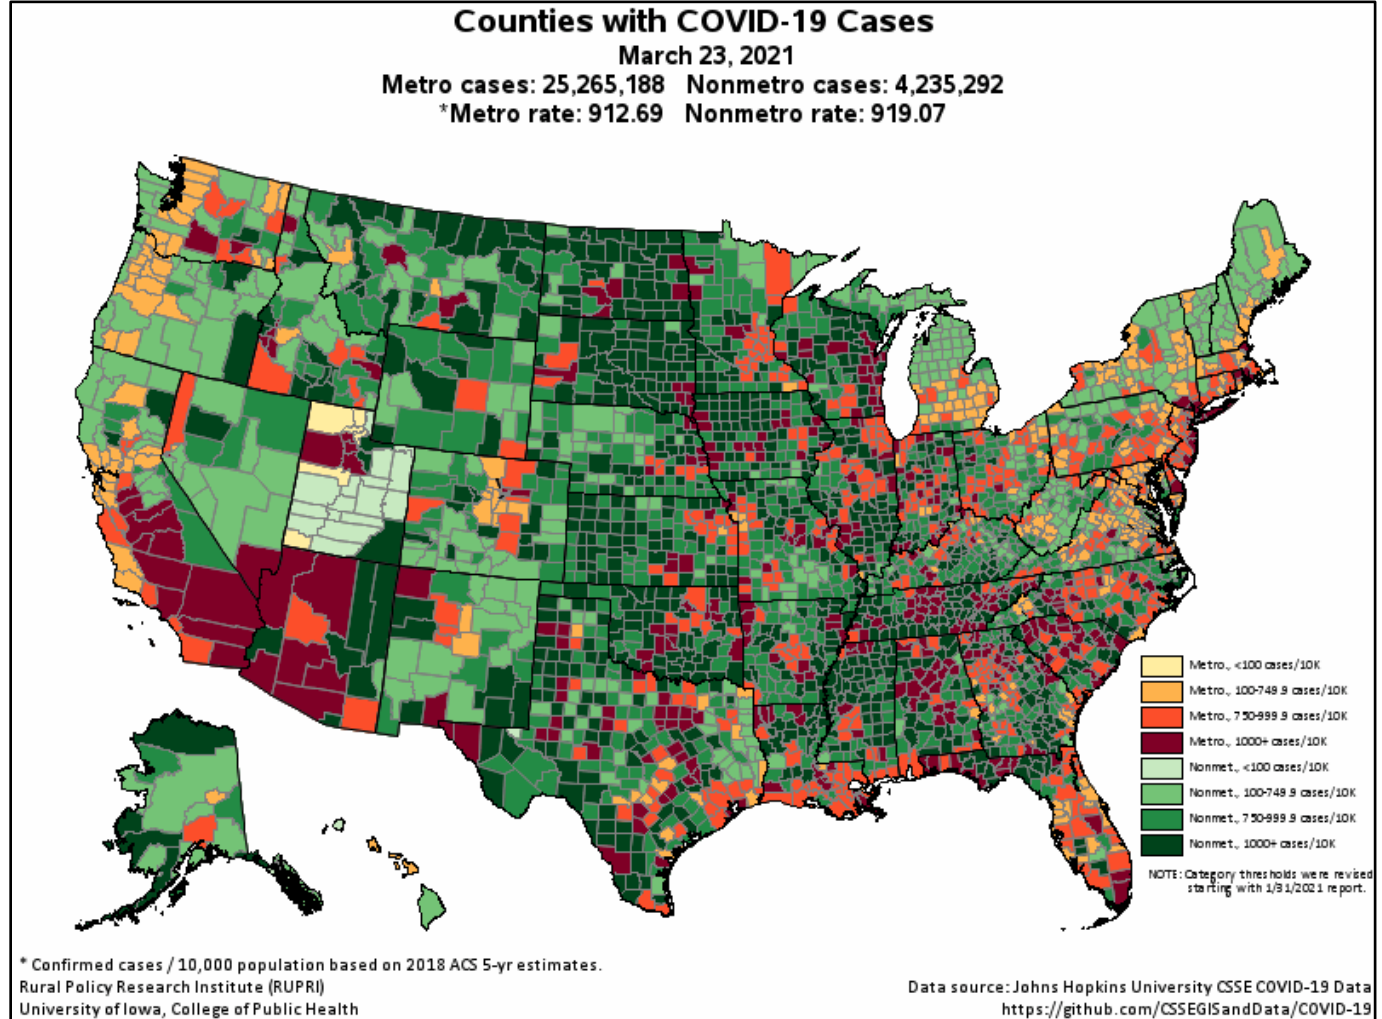 Counties with COVID-19 Cases
March 23, 2021
Metro cases: 25,265,188 Nonmetro cases: 4,235,292
*Metro rate: 912.69 Nonmetro rate: 919.07
Metro., <100 cases/10K
Metro., 100-749.9 cases/10K
Metro., 750-999.9 cases/10K
Metro., 1000+ cases/10K
Nonmet., <100 cases/10K
Nonmet., 100-749.9 cases/10K
Nonmet., 750-999.9 cases/10K
Nonmet., 1000+ cases/10K
NOTE: Category thresholds were revised
starting with 1/31/2021 report.
* Confirmed cases / 10,000 population based on 2018 ACS 5-yr estimates.
Rural Policy Research Institute (RUPRI)
University of Iowa, College of Public Health
Data source: Johns Hopkins University CSSE COVID-19 Data
https://github.com/CSSEGISandData/COVID-19